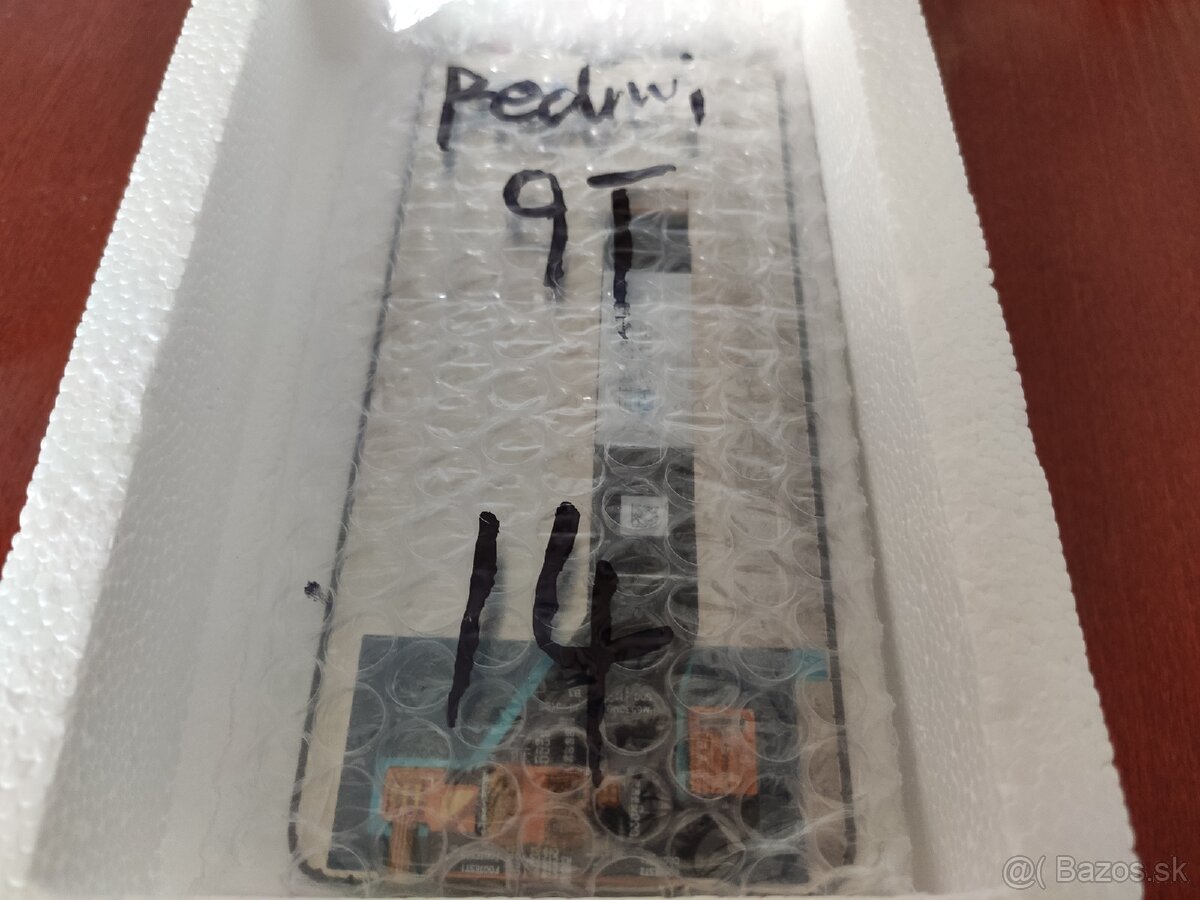 Redmi
9T
14
@( Bazos.sk